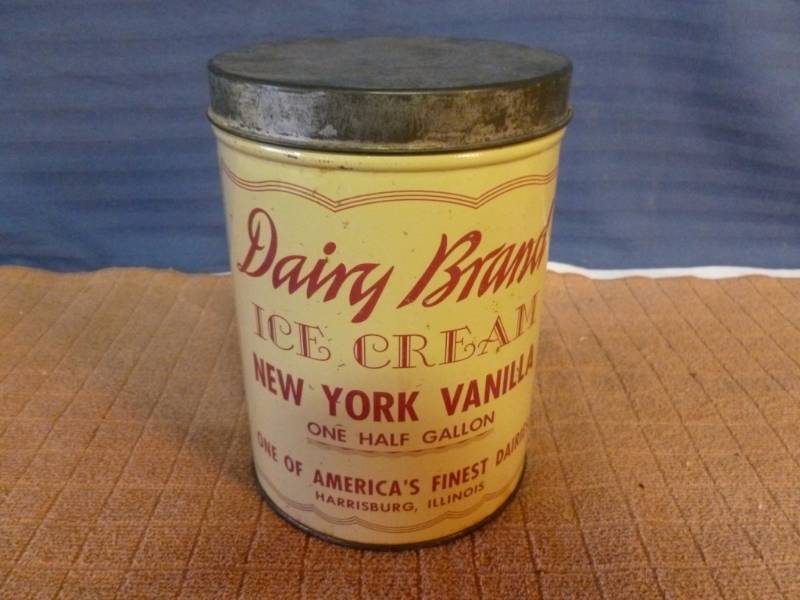 Dairy Brand
ICE CREAM
NEW YORK VANILLA
ONE HALF GALLON
ONE OF AMERICA'S FINEST
HARRISBURG, ILLINOIS